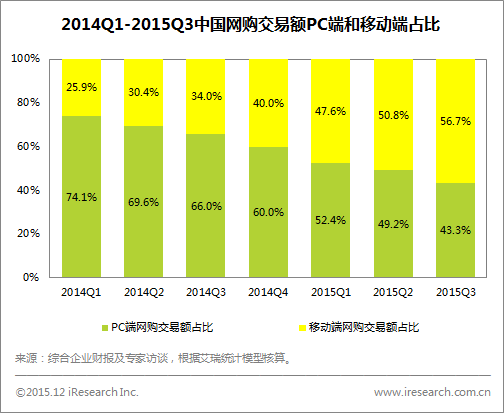 2014Q1-2015Q3中国网购交易额PC端和移动端占比
100%
80%
60%
40%
20%
0%
25.9% 30.4% 34.0% 40.0% 47.6% 50.8% 56.7%
74.1% 69.6% 66.0% 60.0% 52.4% 49.2% 43.3%
2014Q1 2014Q2 2014Q3 2014Q4 2015Q1 2015Q2 2015Q3
PC端网购交易额占比 移动端网购交易额占比
来源：综合企业财报及专家访谈，根据艾瑞统计模型核算。
©2015.12 iResearch Inc. www.iresearch.com.cn